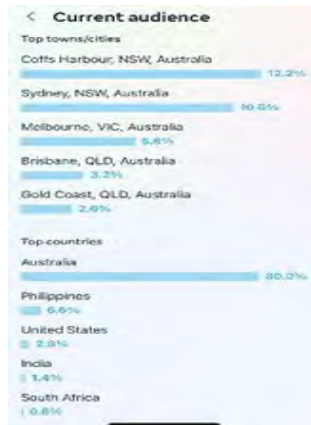 < Current audience
Top towns/cities
Coffs Harbour, NSW, Australia
12.2%
Sydney, NSW, Australia
10.8%
Melbourne, VIC, Australia
5.6%
Brisbane, QLD, Australia
3.2%
Gold Coast, QLD, Australia
2.6%
Top countries
Australia
80.0%
Philippines
6.6%
United States
2.8%
India
1.4%
South Africa
0.8%